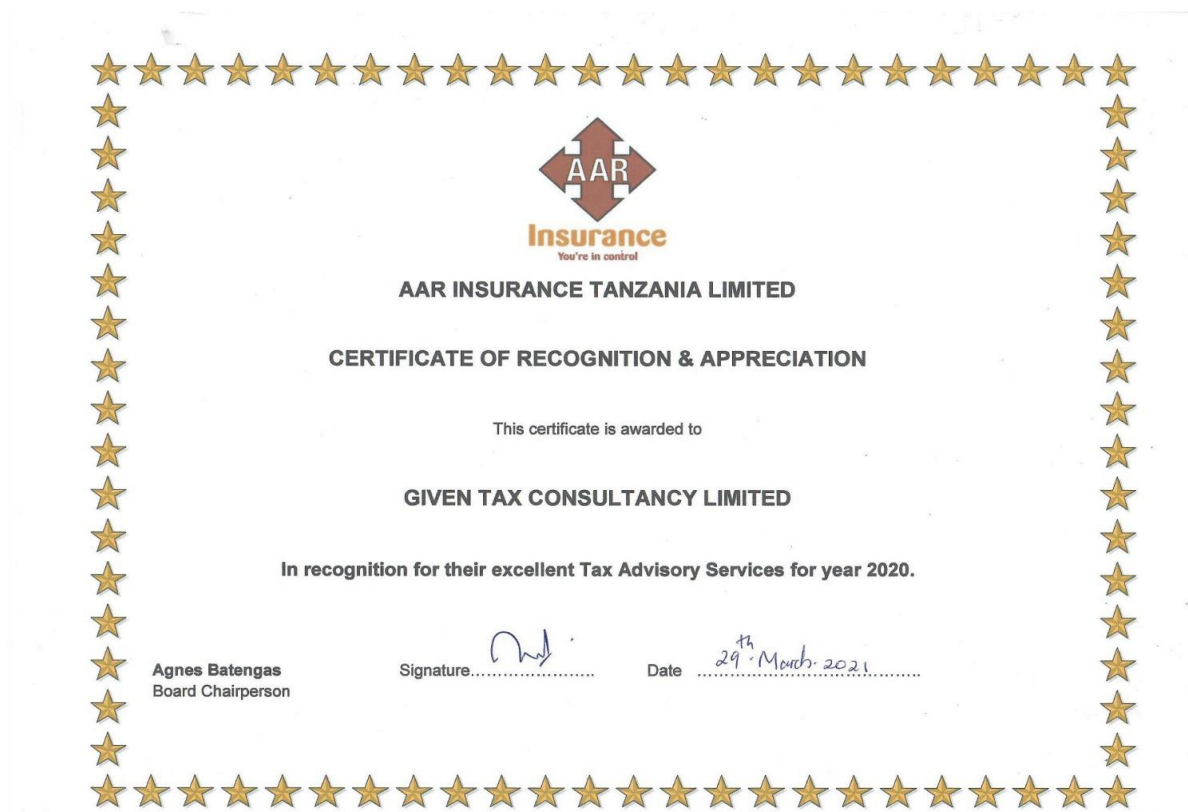 AAR
Insurance
You're in control
AAR INSURANCE TANZANIA LIMITED
CERTIFICATE OF RECOGNITION & APPRECIATION
This certificate is awarded to
GIVEN TAX CONSULTANCY LIMITED
In recognition for their excellent Tax Advisory Services for year 2020.
Agnes Batengas Signature........................ Date 29th March 2021
Board Chairperson